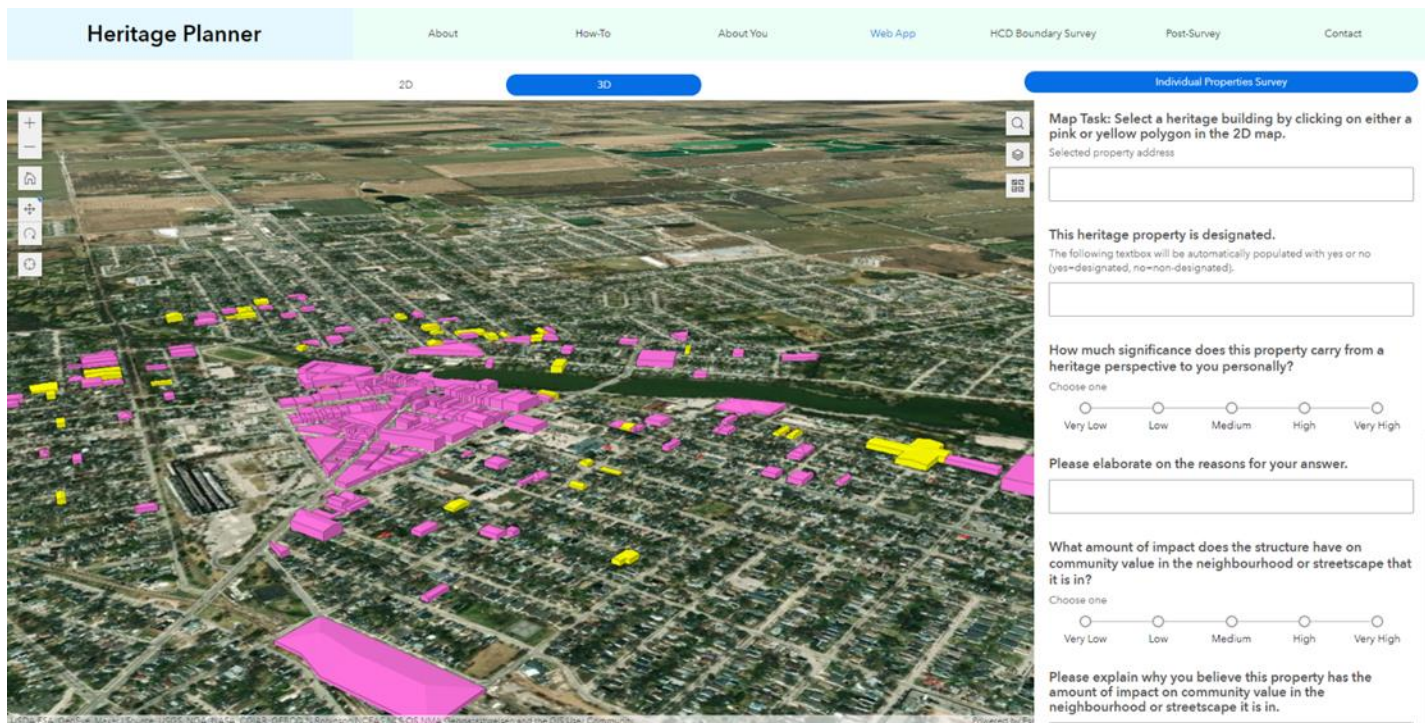 Heritage Planner
About
How-To
About You
Web App
HCD Boundary Survey
Post-Survey
Contact
2D
3D
Individual Properties Survey
Map Task: Select a heritage building by clicking on either a
pink or yellow polygon in the 2D map.
Selected property address
This heritage property is designated.
The following textbox will be automatically populated with yes or no
(yes=designated, no=non-designated).
How much significance does this property carry from a
heritage perspective to you personally?
Choose one
Very Low
Low
Medium
High
Very High
Please elaborate on the reasons for your answer.
What amount of impact does the structure have on
community value in the neighbourhood or streetscape that
it is in?
Choose one
Very Low
Low
Medium
High
Very High
Please explain why you believe this property has the
amount of impact on community value in the
neighbourhood or streetscape it is in.
Powered by